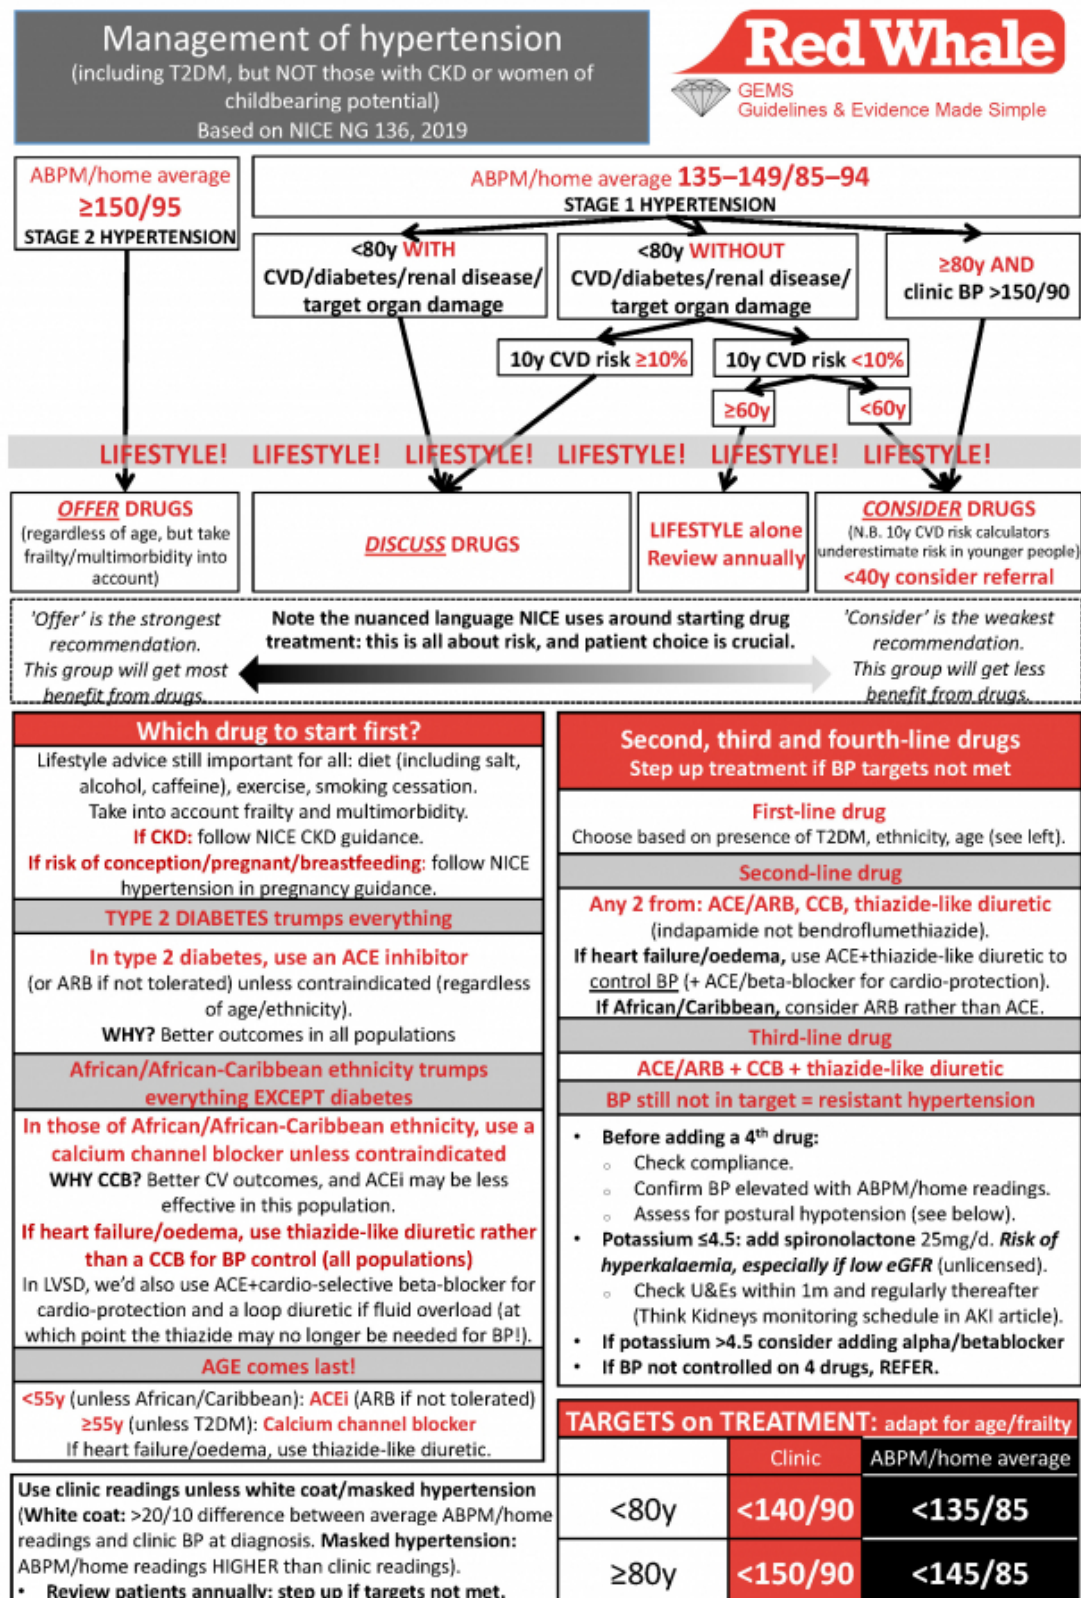 Management of hypertension
(including T2DM, but NOT those with CKD or women of
childbearing potential)
Based on NICE NG 136, 2019
Red Whale
GEMS
Guidelines & Evidence Made Simple
ABPM/home average
≥150/95
STAGE 2 HYPERTENSION
ABPM/home average 135–149/85–94
STAGE 1 HYPERTENSION
<80y WITH
CVD/diabetes/renal disease/
target organ damage
<80y WITHOUT
CVD/diabetes/renal disease/
target organ damage
≥80y AND
clinic BP >150/90
10y CVD risk ≥10%
10y CVD risk <10%
≥60y
<60y
LIFESTYLE! LIFESTYLE! LIFESTYLE! LIFESTYLE! LIFESTYLE! LIFESTYLE!
OFFER DRUGS
(regardless of age, but take
frailty/multimorbidity into
account)
DISCUSS DRUGS
LIFESTYLE alone
Review annually
CONSIDER DRUGS
(N.B. 10y CVD risk calculators
underestimate risk in younger people)
<40y consider referral
'Offer' is the strongest
recommendation.
This group will get most
benefit from drugs.
Note the nuanced language NICE uses around starting drug
treatment: this is all about risk, and patient choice is crucial.
'Consider' is the weakest
recommendation.
This group will get less
benefit from drugs.
Which drug to start first?
Lifestyle advice still important for all: diet (including salt,
alcohol, caffeine), exercise, smoking cessation.
Take into account frailty and multimorbidity.
If CKD: follow NICE CKD guidance.
If risk of conception/pregnant/breastfeeding: follow NICE
hypertension in pregnancy guidance.
TYPE 2 DIABETES trumps everything
In type 2 diabetes, use an ACE inhibitor
(or ARB if not tolerated) unless contraindicated (regardless
of age/ethnicity).
WHY? Better outcomes in all populations
African/African-Caribbean ethnicity trumps
everything EXCEPT diabetes
In those of African/African-Caribbean ethnicity, use a
calcium channel blocker unless contraindicated
WHY CCB? Better CV outcomes, and ACEi may be less
effective in this population.
If heart failure/oedema, use thiazide-like diuretic rather
than a CCB for BP control (all populations)
In LVSD, we'd also use ACE+cardio-selective beta-blocker for
cardio-protection and a loop diuretic if fluid overload (at
which point the thiazide may no longer be needed for BP!).
AGE comes last!
<55y (unless African/Caribbean): ACEi (ARB if not tolerated)
≥55y (unless T2DM): Calcium channel blocker
If heart failure/oedema, use thiazide-like diuretic.
Use clinic readings unless white coat/masked hypertension
(White coat: >20/10 difference between average ABPM/home
readings and clinic BP at diagnosis. Masked hypertension:
ABPM/home readings HIGHER than clinic readings).
• Review patients annually: step up if targets not met.
Second, third and fourth-line drugs
Step up treatment if BP targets not met
First-line drug
Choose based on presence of T2DM, ethnicity, age (see left).
Second-line drug
Any 2 from: ACE/ARB, CCB, thiazide-like diuretic
(indapamide not bendroflumethiazide).
If heart failure/oedema, use ACE+thiazide-like diuretic to
control BP (+ ACE/beta-blocker for cardio-protection).
If African/Caribbean, consider ARB rather than ACE.
Third-line drug
ACE/ARB + CCB + thiazide-like diuretic
BP still not in target = resistant hypertension
• Before adding a 4th drug:
○ Check compliance.
○ Confirm BP elevated with ABPM/home readings.
○ Assess for postural hypotension (see below).
• Potassium ≤4.5: add spironolactone 25mg/d. Risk of
hyperkalaemia, especially if low eGFR (unlicensed).
○ Check U&Es within 1m and regularly thereafter
(Think Kidneys monitoring schedule in AKI article).
• If potassium >4.5 consider adding alpha/betablocker
• If BP not controlled on 4 drugs, REFER.
TARGETS on TREATMENT: adapt for age/frailty
Clinic ABPM/home average
<80y <140/90 <135/85
≥80y <150/90 <145/85